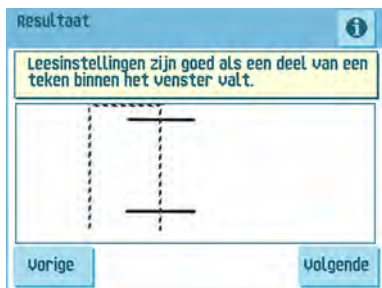 Resultaat
Leesinstellingen zijn goed als een deel van een
teken binnen het venster valt.
Vorige
Volgende